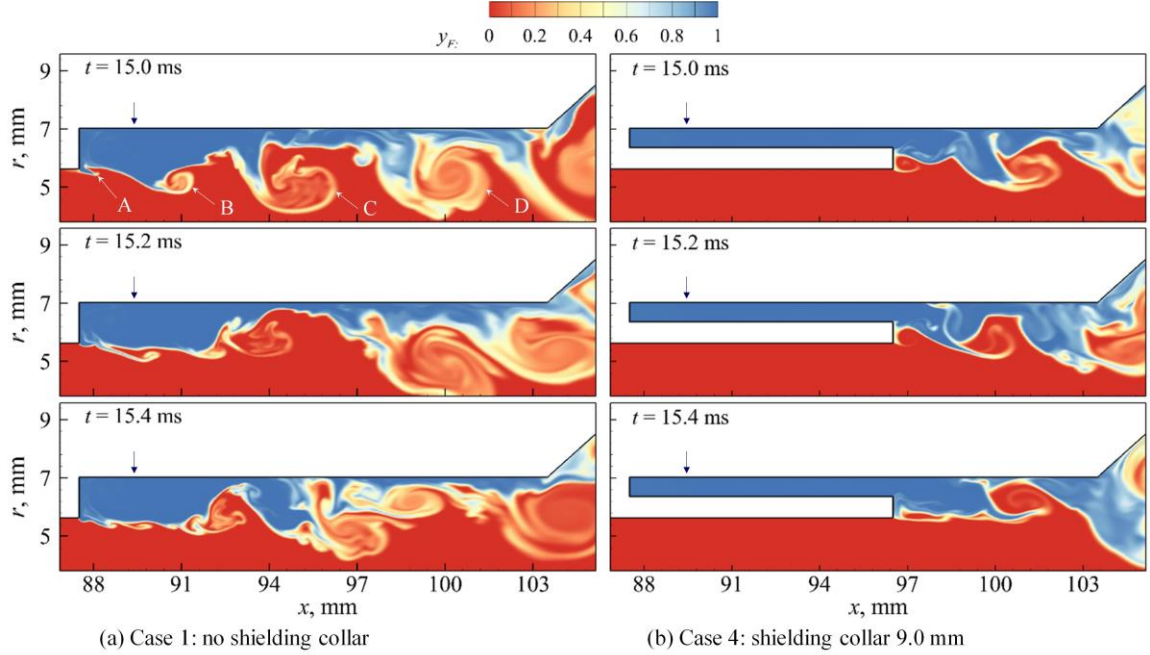 y_F:
0 0.2 0.4 0.6 0.8 1
t = 15.0 ms
A
B
C
D
9
7
5
r, mm
t = 15.2 ms
9
7
5
r, mm
t = 15.4 ms
9
7
5
r, mm
88 91 94 97 100 103
x, mm
(a) Case 1: no shielding collar
t = 15.0 ms
t = 15.2 ms
t = 15.4 ms
88 91 94 97 100 103
x, mm
(b) Case 4: shielding collar 9.0 mm